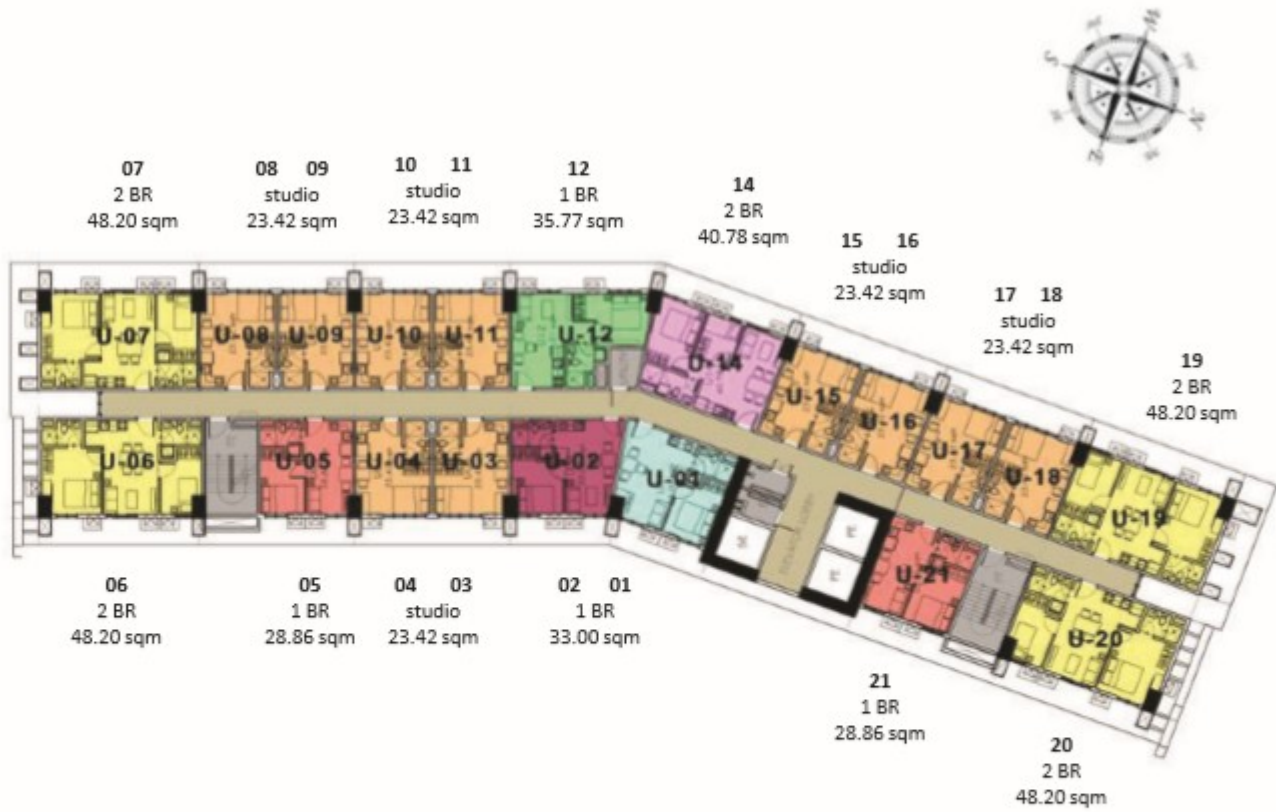 07
2 BR
48.20 sqm
08 09
studio
23.42 sqm
10 11
studio
23.42 sqm
12
1 BR
35.77 sqm
14
2 BR
40.78 sqm
15 16
studio
23.42 sqm
17 18
studio
23.42 sqm
19
2 BR
48.20 sqm
U-07
U-08
U-09
U-10
U-11
U-12
U-14
U-15
U-16
U-17
U-18
U-19
U-06
U-05
U-04
U-03
U-02
U-01
U-21
U-20
06
2 BR
48.20 sqm
05
1 BR
28.86 sqm
04 03
studio
23.42 sqm
02 01
1 BR
33.00 sqm
21
1 BR
28.86 sqm
20
2 BR
48.20 sqm